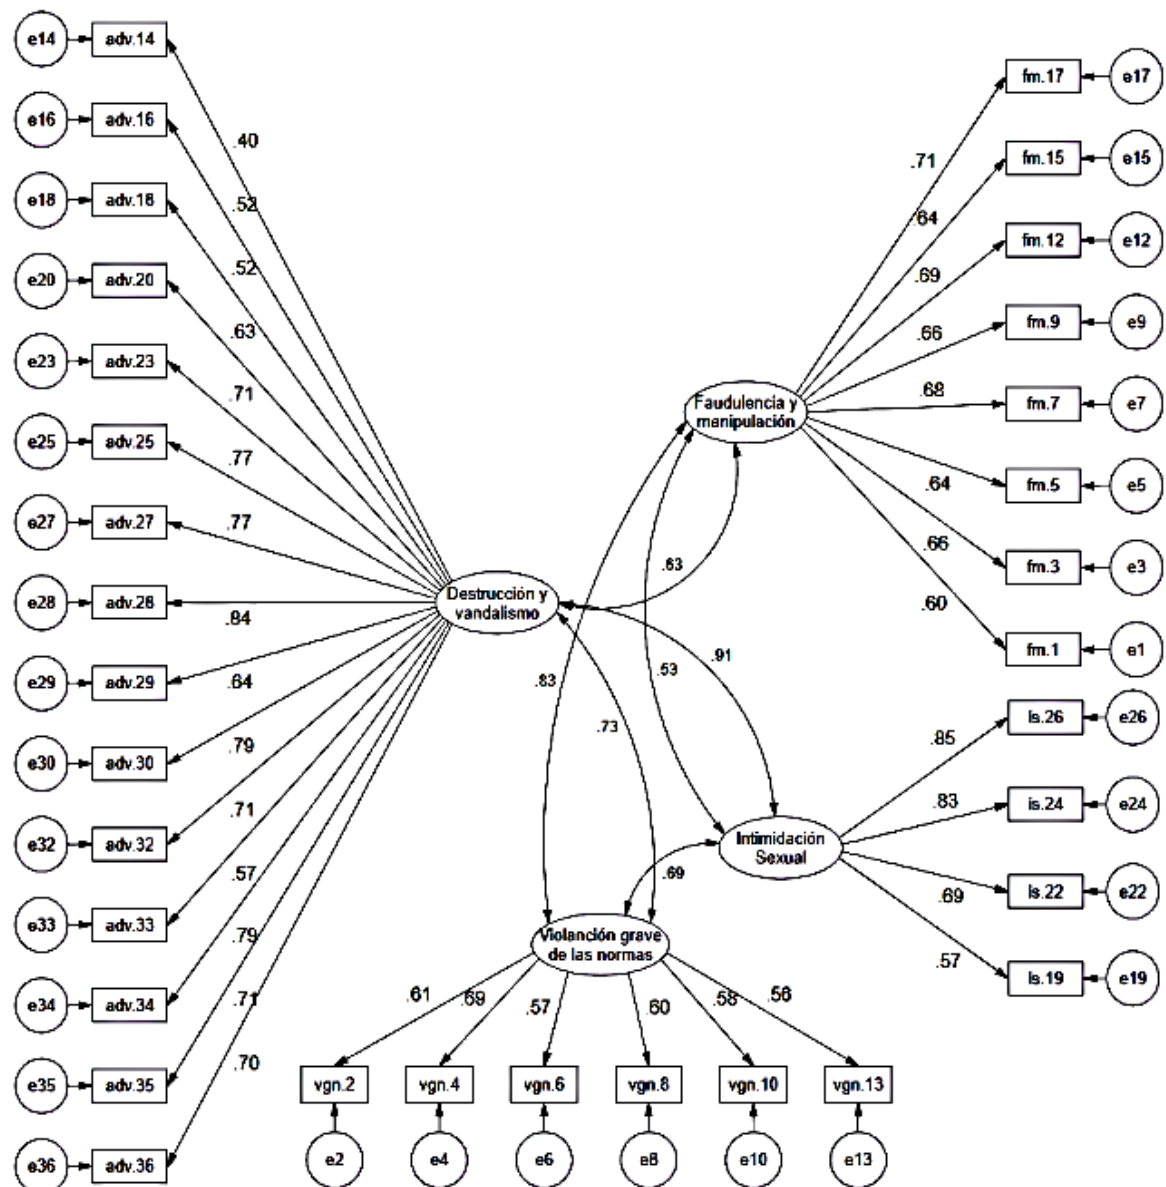 e14 adv.14
e16 adv.16
e18 adv.18
e20 adv.20
e23 adv.23
e25 adv.25
e27 adv.27
e28 adv.28
e29 adv.29
e30 adv.30
e32 adv.32
e33 adv.33
e34 adv.34
e35 adv.35
e36 adv.36
.40
.52
.52
.63
.71
.77
.77
.84
.64
.79
.71
.57
.79
.71
.70
Destrucción y
vandalismo
Faudulencia y
manipulación
.71
.64
.69
.66
.68
.64
.66
.60
fm.17 e17
fm.15 e15
fm.12 e12
fm.9 e9
fm.7 e7
fm.5 e5
fm.3 e3
fm.1 e1
.63
.91
.53
.83
.73
.69
Intimidación
Sexual
.85
.83
.69
.57
Is.26 e26
is.24 e24
Is.22 e22
Is.19 e19
Violanción grave
de las normas
.61 .69 .57 .60 .58 .56
vgn.2 vgn.4 vgn.6 vgn.8 vgn.10 vgn.13
e2 e4 e6 e8 e10 e13